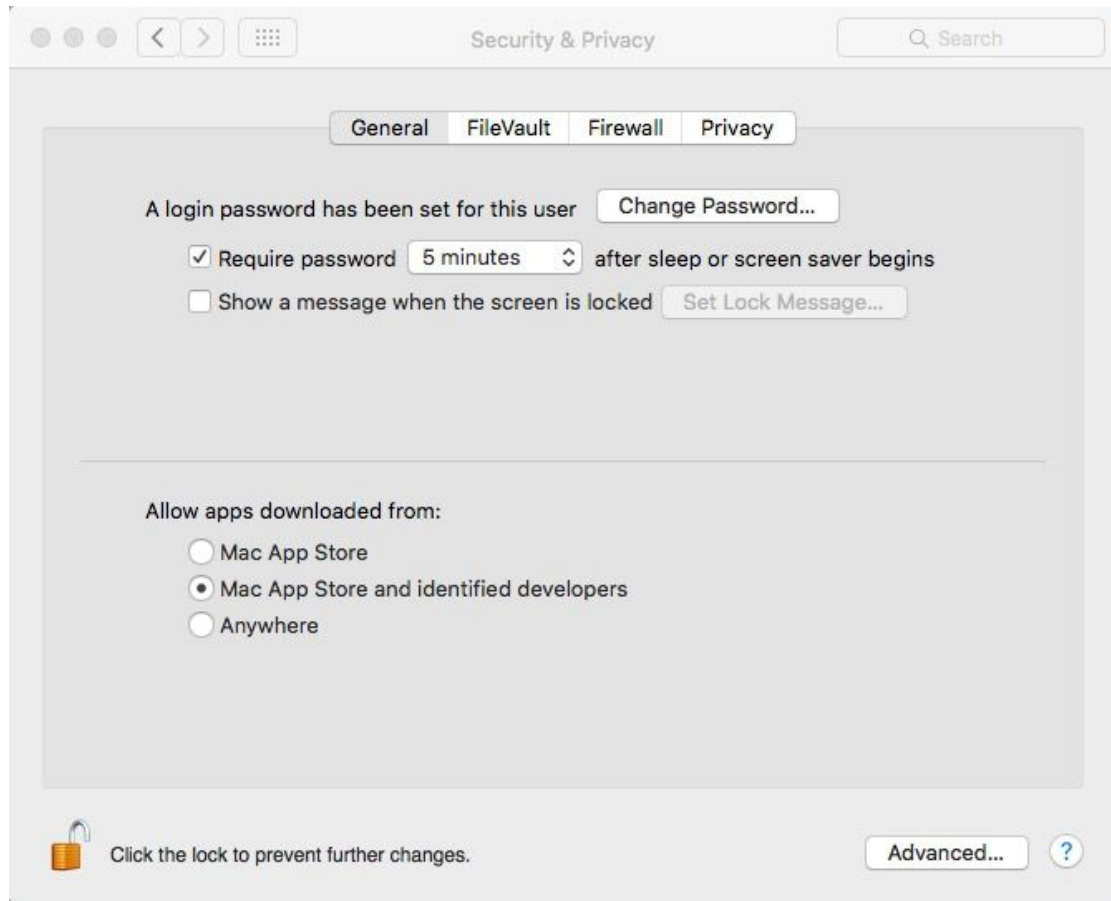 Security & Privacy
Search
General FileVault Firewall Privacy
A login password has been set for this user Change Password...
Require password 5 minutes after sleep or screen saver begins
Show a message when the screen is locked Set Lock Message...
Allow apps downloaded from:
Mac App Store
Mac App Store and identified developers
Anywhere
Click the lock to prevent further changes. Advanced... ?